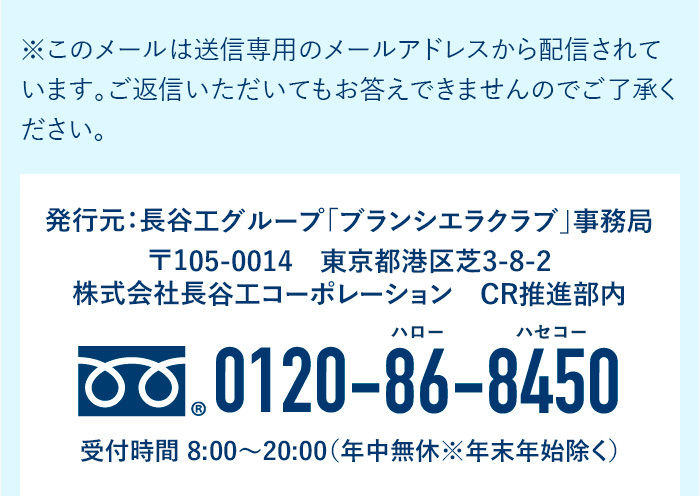 ※このメールは送信専用のメールアドレスから配信されて
います。ご返信いただいてもお答えできませんのでご了承く
ださい。
発行元：長谷工グループ「ブランシエラクラブ」事務局
〒105-0014　東京都港区芝3-8-2
株式会社長谷工コーポレーション　CR推進部内
ハロー　ハセコー
® 0120-86-8450
受付時間 8:00〜20:00（年中無休※年末年始除く）